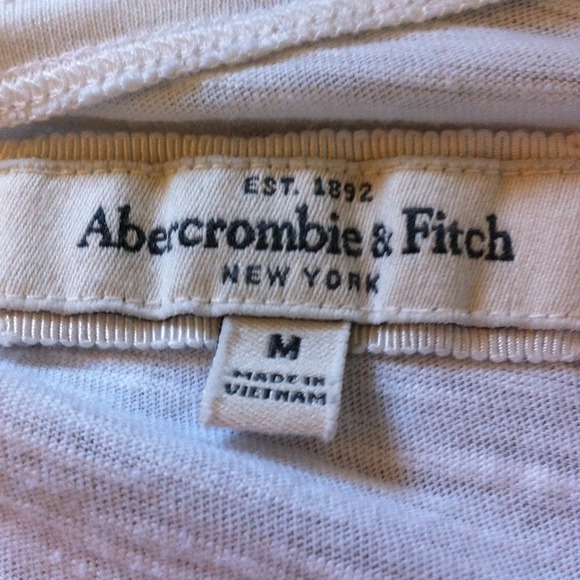 EST. 1892
Abercrombie & Fitch
NEW YORK
M
MADE IN
VIETNAM